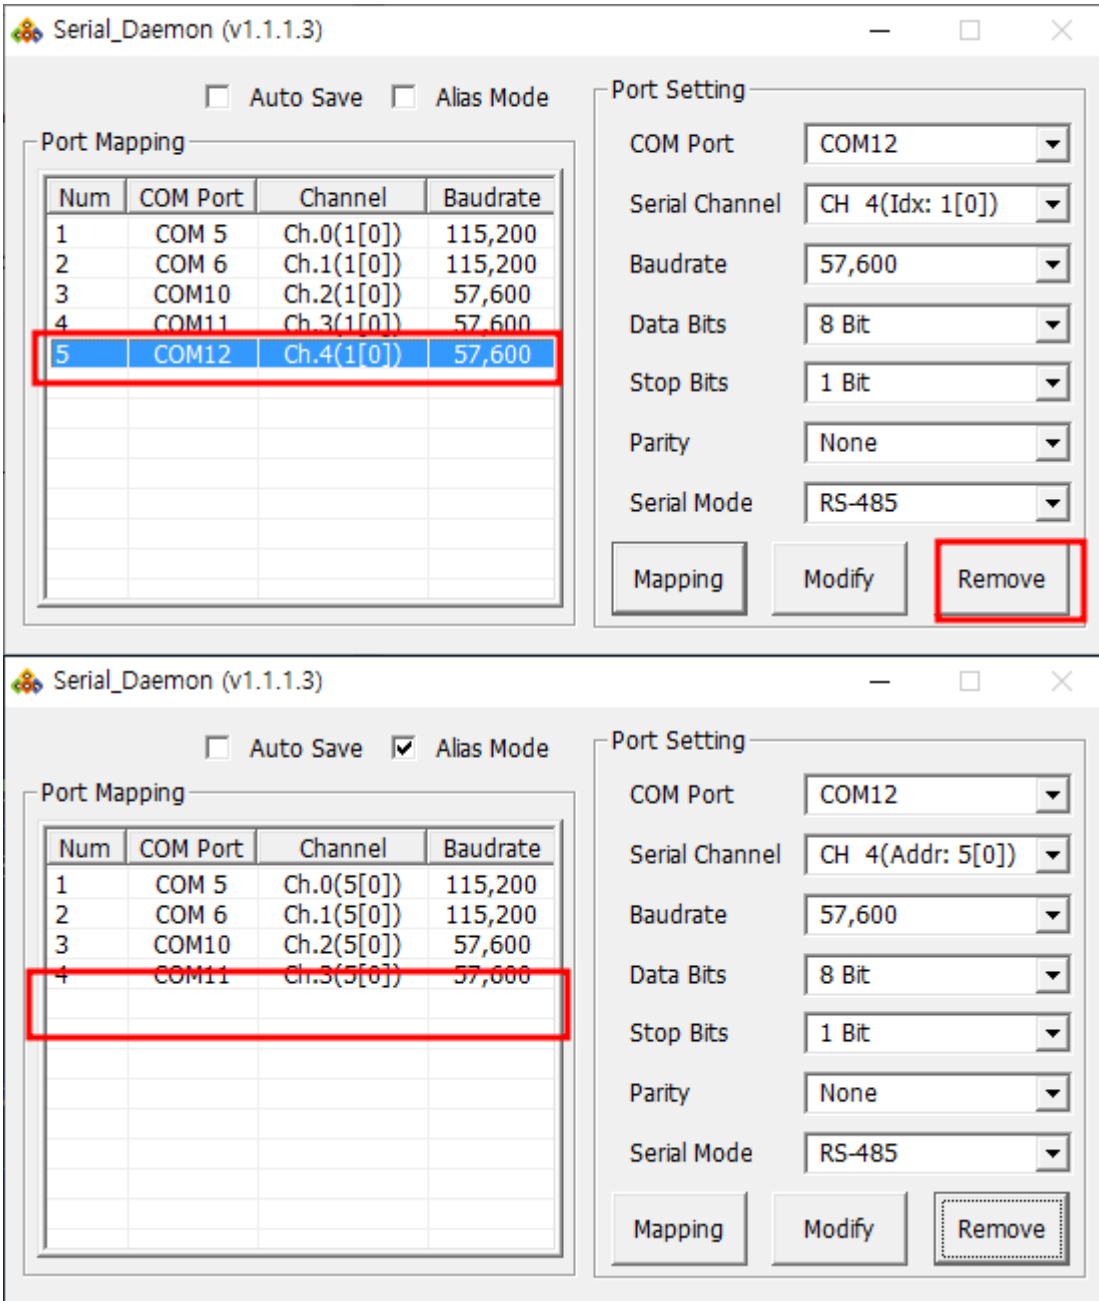 Serial_Daemon (v1.1.1.3)
Auto Save Alias Mode
Port Mapping
Num COM Port Channel Baudrate
1 COM 5 Ch.0(1[0]) 115,200
2 COM 6 Ch.1(1[0]) 115,200
3 COM10 Ch.2(1[0]) 57,600
4 COM11 Ch.3(1[0]) 57,600
5 COM12 Ch.4(1[0]) 57,600
Port Setting
COM Port COM12
Serial Channel CH 4(Idx: 1[0])
Baudrate 57,600
Data Bits 8 Bit
Stop Bits 1 Bit
Parity None
Serial Mode RS-485
Mapping Modify Remove
Serial_Daemon (v1.1.1.3)
Auto Save Alias Mode
Port Mapping
Num COM Port Channel Baudrate
1 COM 5 Ch.0(5[0]) 115,200
2 COM 6 Ch.1(5[0]) 115,200
3 COM10 Ch.2(5[0]) 57,600
4 COM11 Ch.3(5[0]) 57,600
Port Setting
COM Port COM12
Serial Channel CH 4(Addr: 5[0])
Baudrate 57,600
Data Bits 8 Bit
Stop Bits 1 Bit
Parity None
Serial Mode RS-485
Mapping Modify Remove